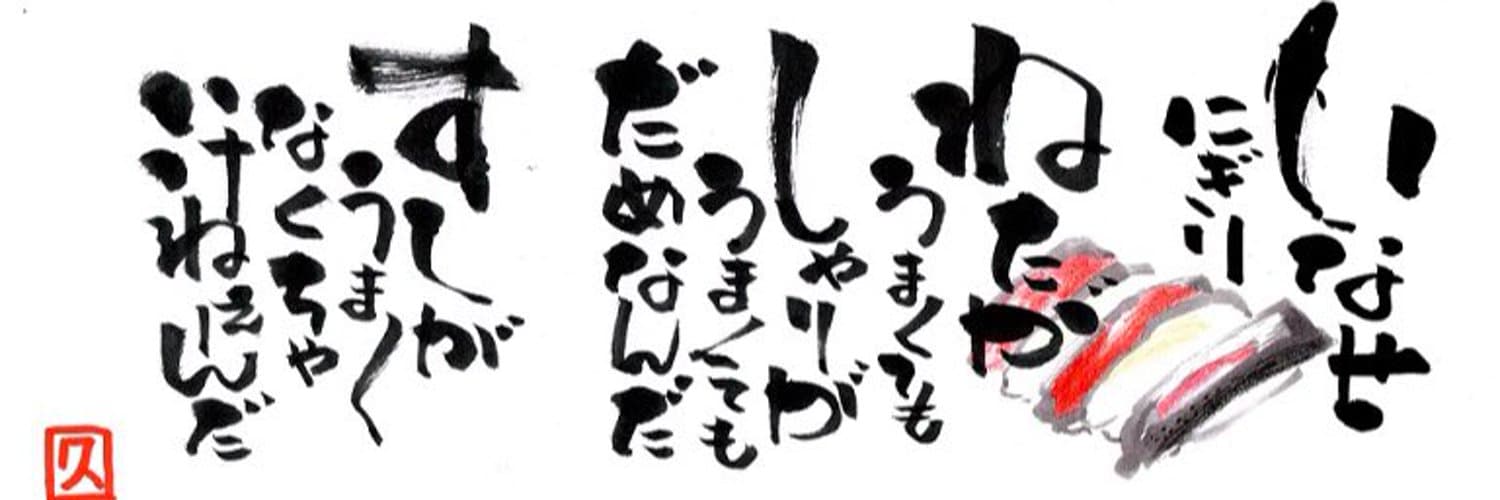 いなせ
にぎり
ねたが
うまくても
しゃりが
うまくても
だめなんだ
すしが
うまく
なくちゃ
いけねえんだ
久